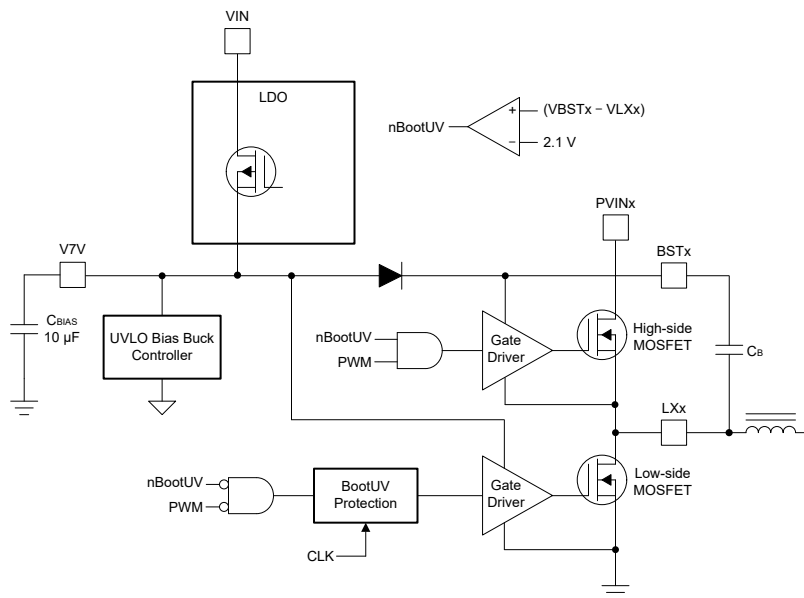 VIN
LDO
nBootUV
+
(VBSTx – VLXx)
−
2.1 V
PVINx
V7V
BSTx
CBIAS
10 µF
UVLO Bias Buck
Controller
nBootUV
PWM
Gate
Driver
High-side
MOSFET
CB
LXx
nBootUV
PWM
BootUV
Protection
Gate
Driver
Low-side
MOSFET
CLK